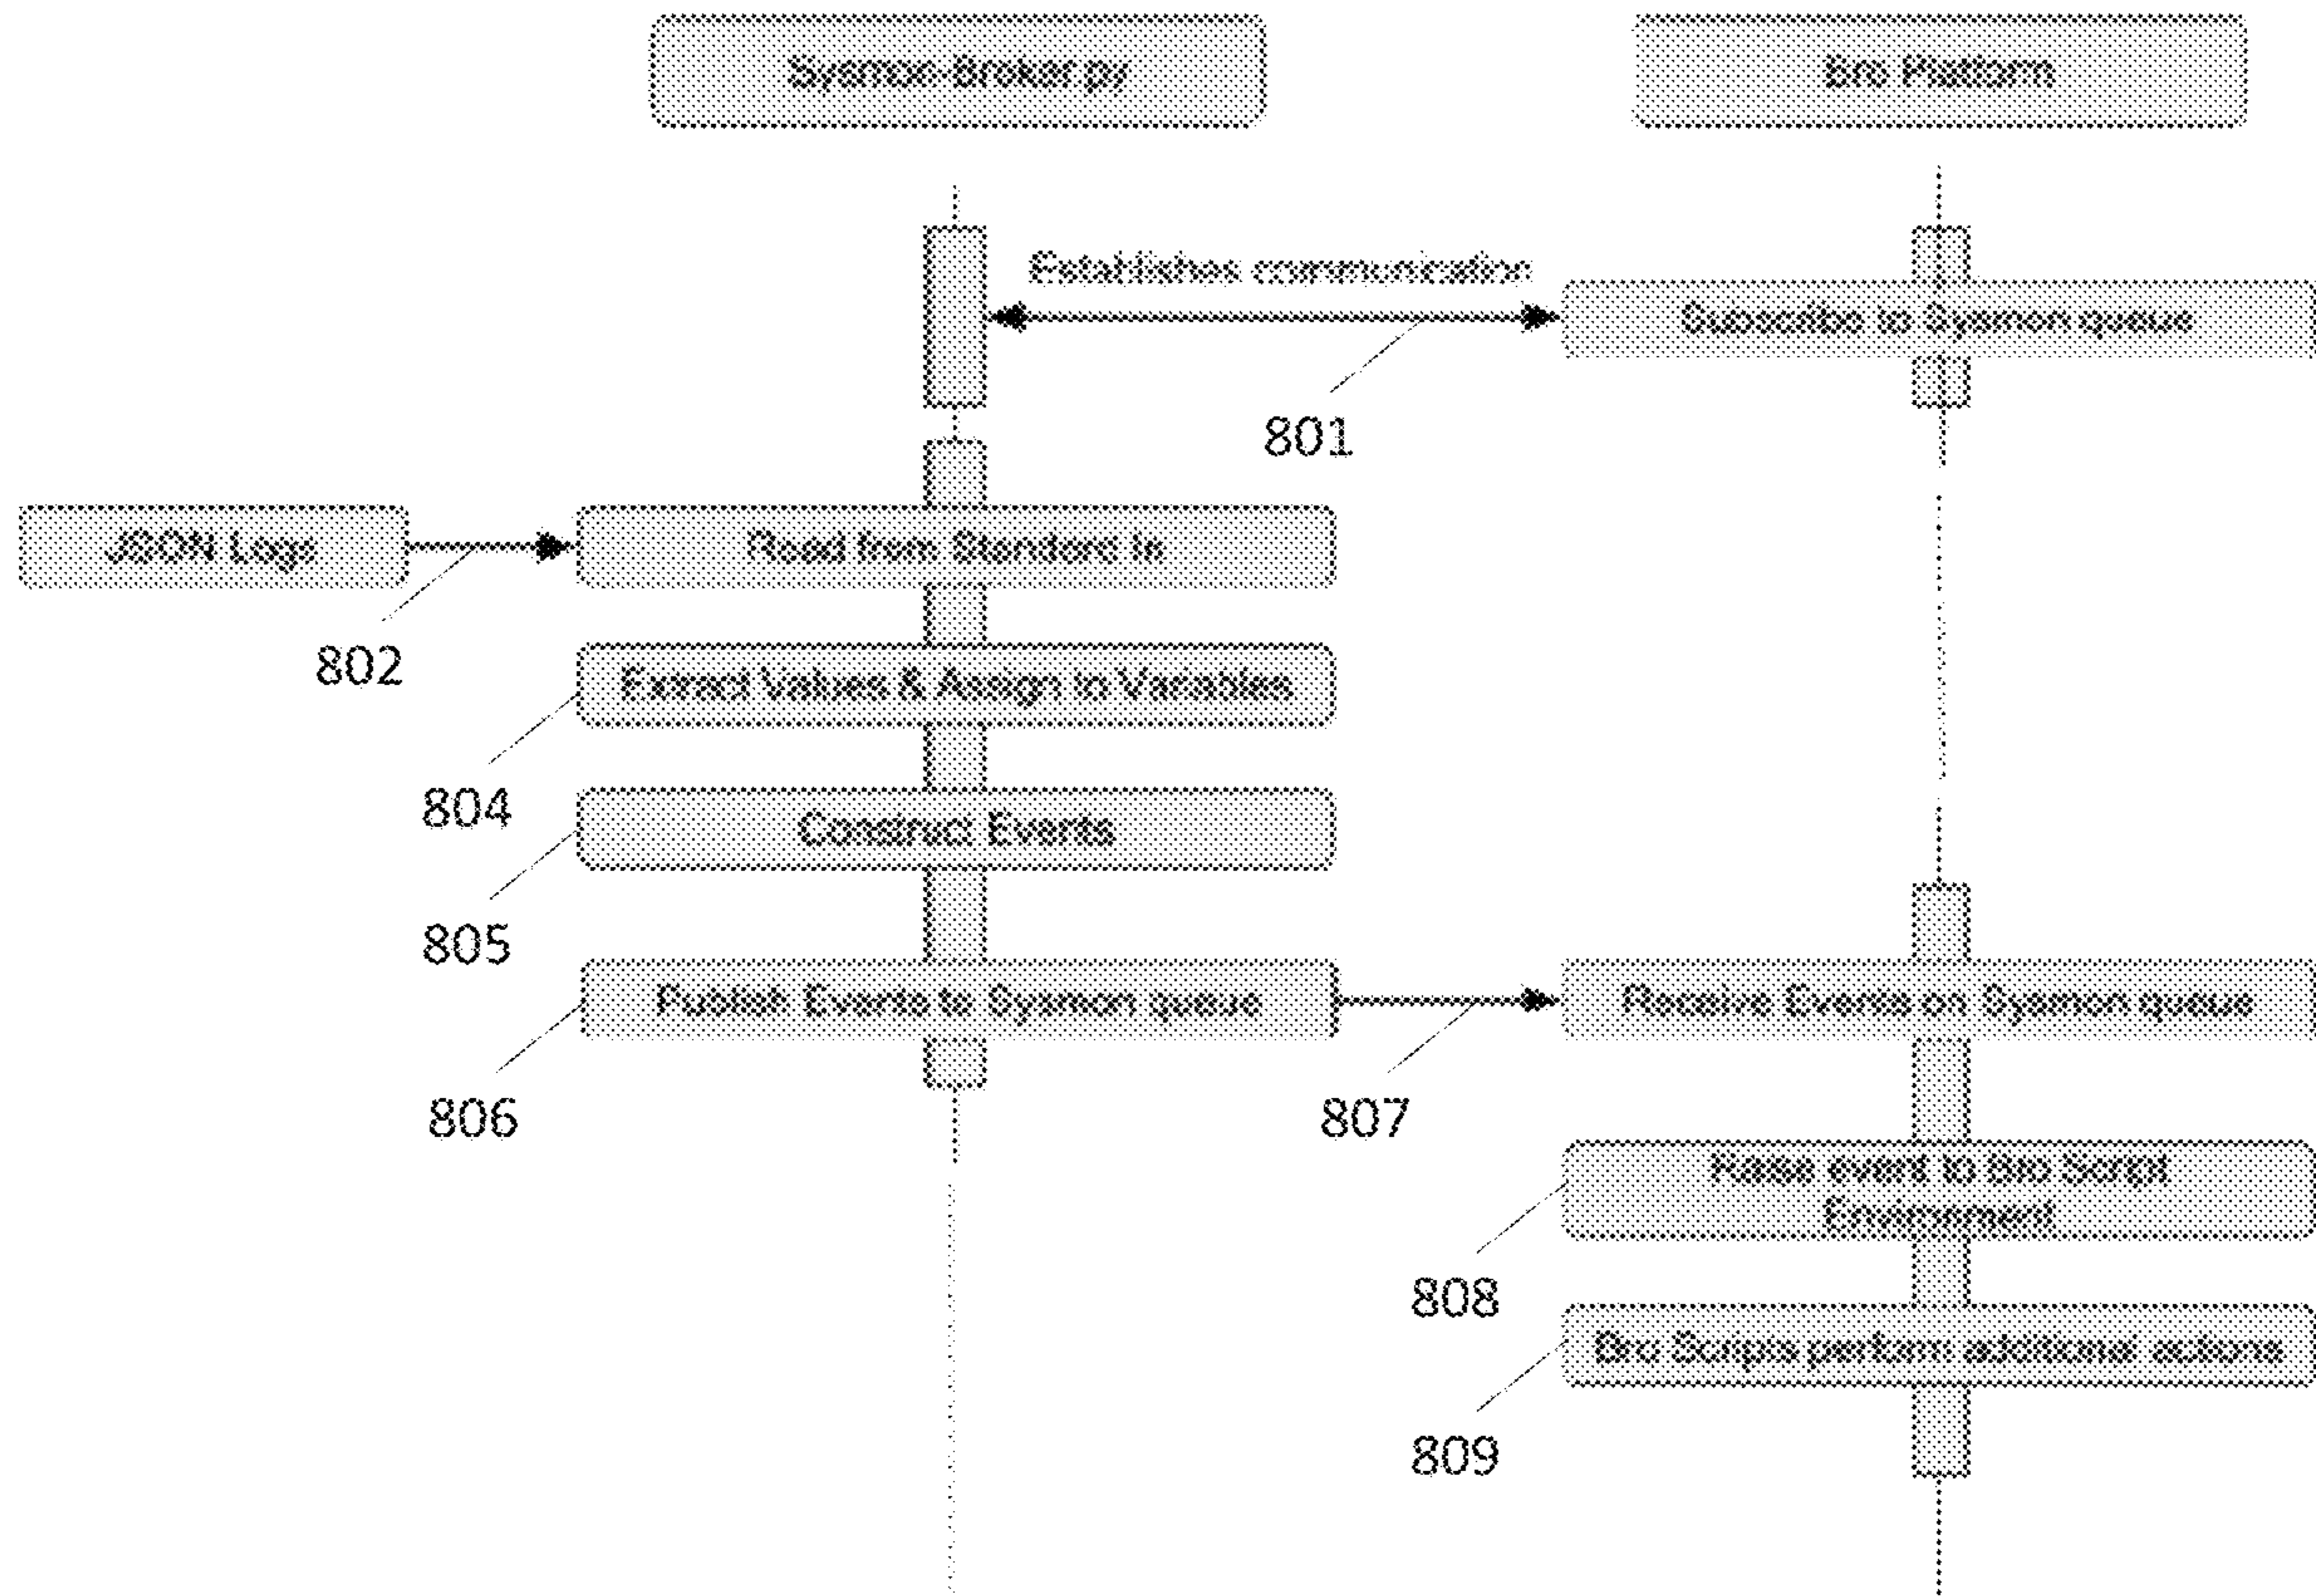 Sysmon-Broker.py
Bro Platform
Establishes communication
Subscribe to Sysmon queue
801
JSON Logs
Read from Standard In
802
Extract Values & Assign to Variables
804
Construct Events
805
Publish Events to Sysmon queue
Receive Events on Sysmon queue
806
807
Raise event to Bro Script
Environment
808
Bro Scripts perform additional actions
809